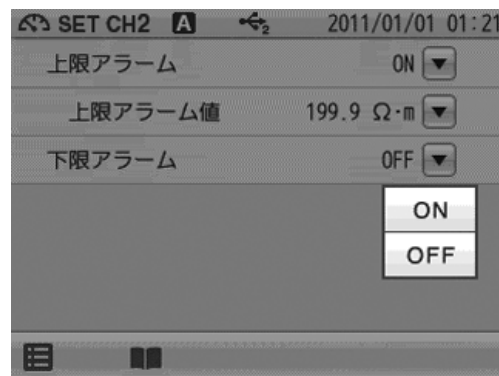 SET CH2 A 2 2011/01/01 01:21
上限アラーム ON
上限アラーム値 199.9 Ω·m
下限アラーム OFF
ON
OFF